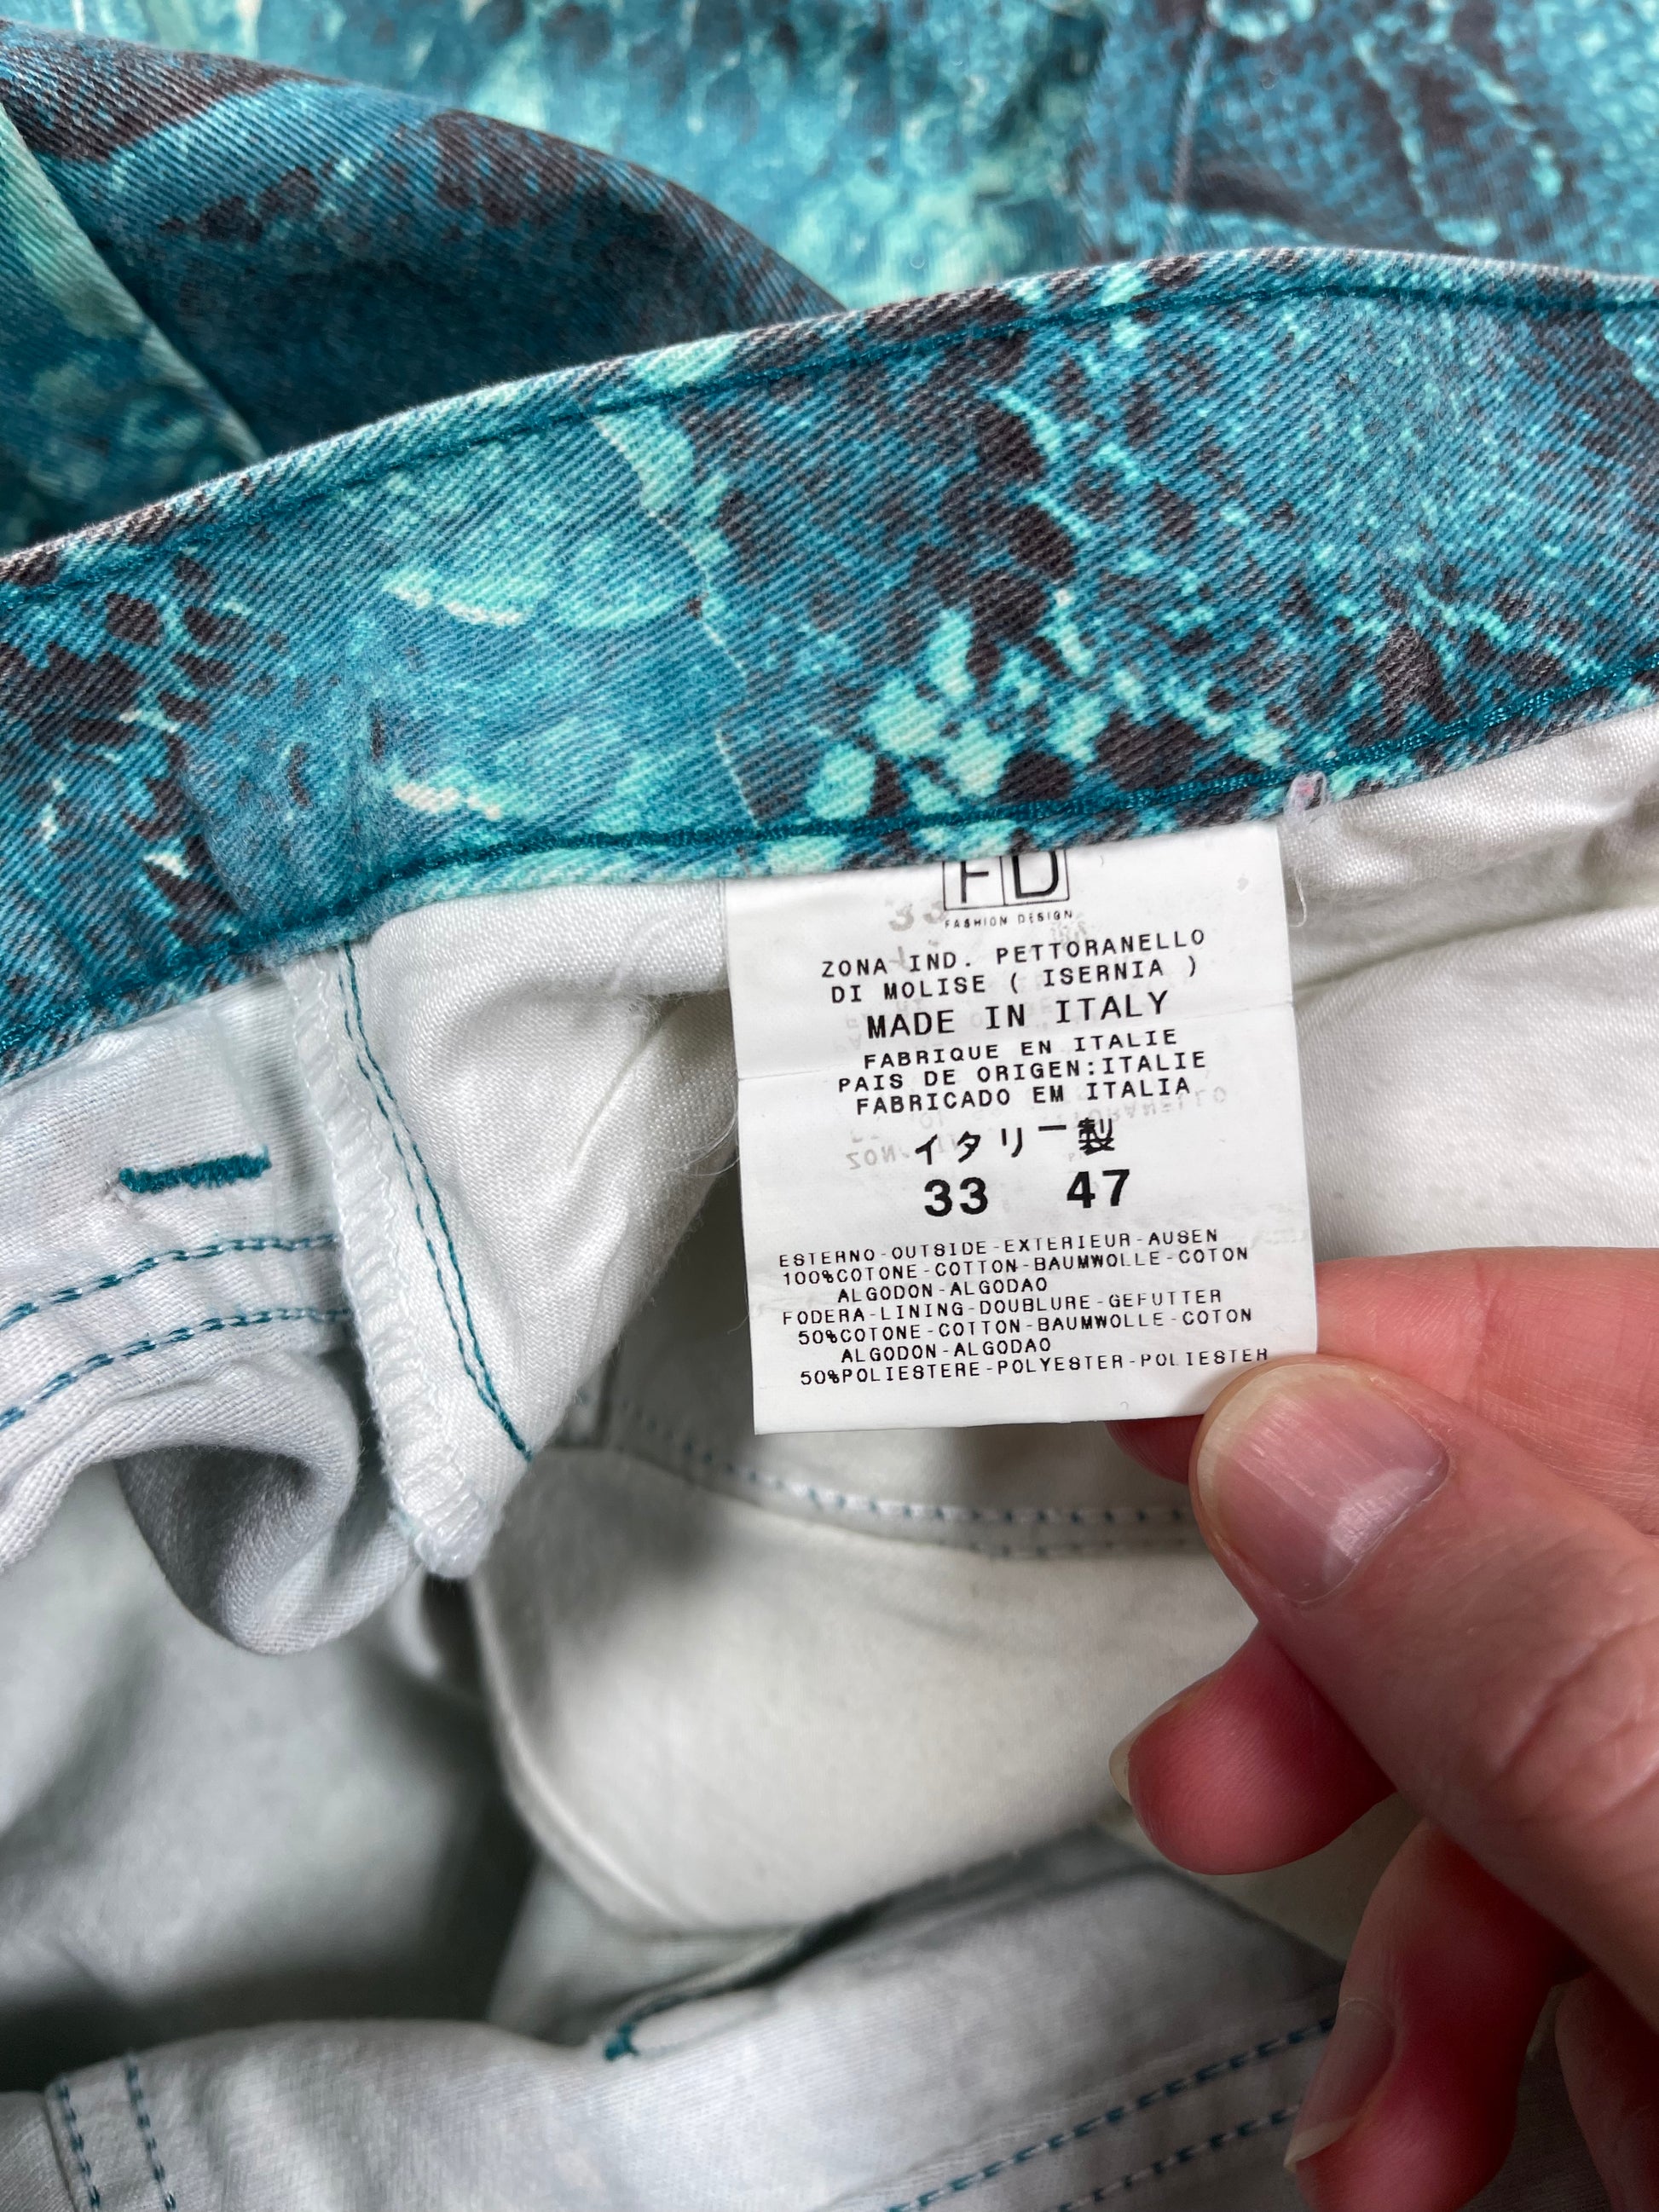 FD
FASHION DESIGN
ZONA IND. PETTORANELLO
DI MOLISE ( ISERNIA )
MADE IN ITALY
FABRIQUE EN ITALIE
PAIS DE ORIGEN:ITALIE
FABRICADO EM ITALIA
イタリー製
33 47
ESTERNO-OUTSIDE-EXTERIEUR-AUSEN
100%COTONE-COTTON-BAUMWOLLE-COTON
ALGODON-ALGODAO
FODERA-LINING-DOUBLURE-GEFUTTER
50%COTONE-COTTON-BAUMWOLLE-COTON
ALGODON-ALGODAO
50%POLIESTERE-POLYESTER-POLIESTER